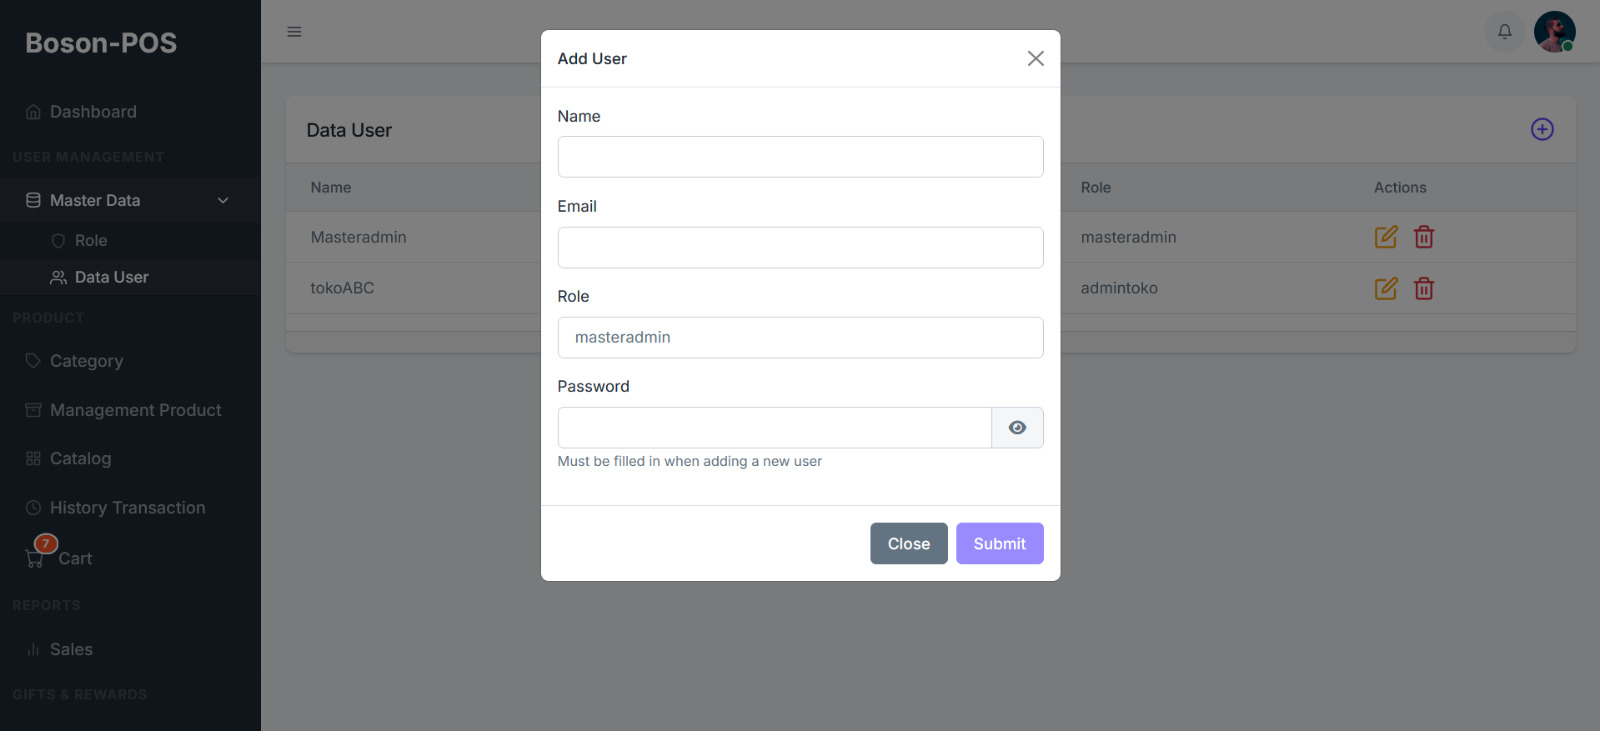 Boson-POS
Dashboard
USER MANAGEMENT
Master Data
Role
Data User
PRODUCT
Category
Management Product
Catalog
History Transaction
7
Cart
REPORTS
Sales
GIFTS & REWARDS
Data User
Name
Role
Actions
Masteradmin
masteradmin
tokoABC
admintoko
Add User
Name
Email
Role
masteradmin
Password
Must be filled in when adding a new user
Close
Submit